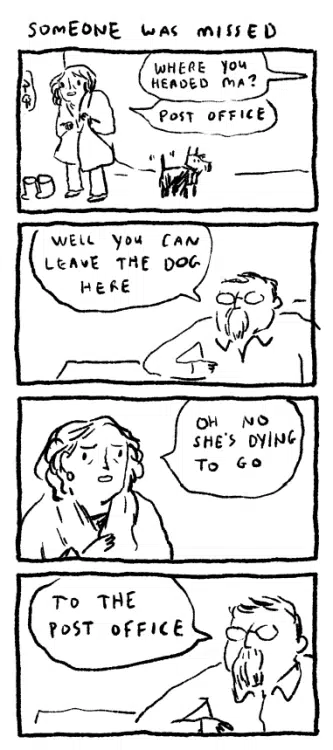 SOMEONE WAS MISSED
WHERE YOU
HEADED MA?
POST OFFICE
WELL YOU CAN
LEAVE THE DOG
HERE
OH NO
SHE'S DYING
TO GO
TO THE
POST OFFICE